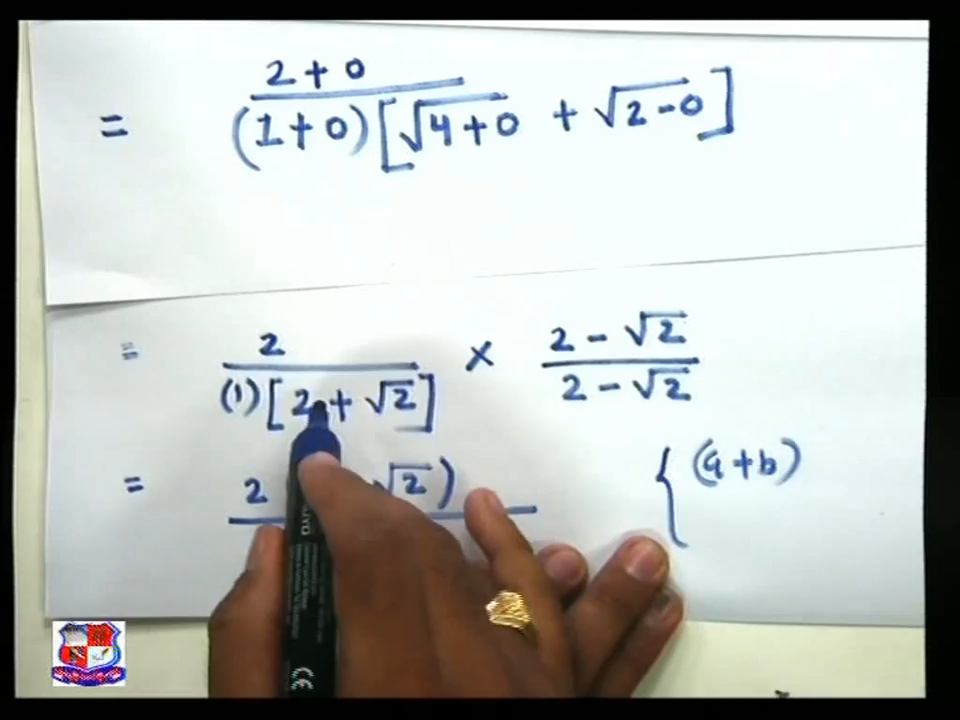 2 + 0
= (1+0)[√4+0 + √2-0]
2 2 - √2
= (1)[2 + √2] × 2 - √2
= 2 √2) { (a+b)